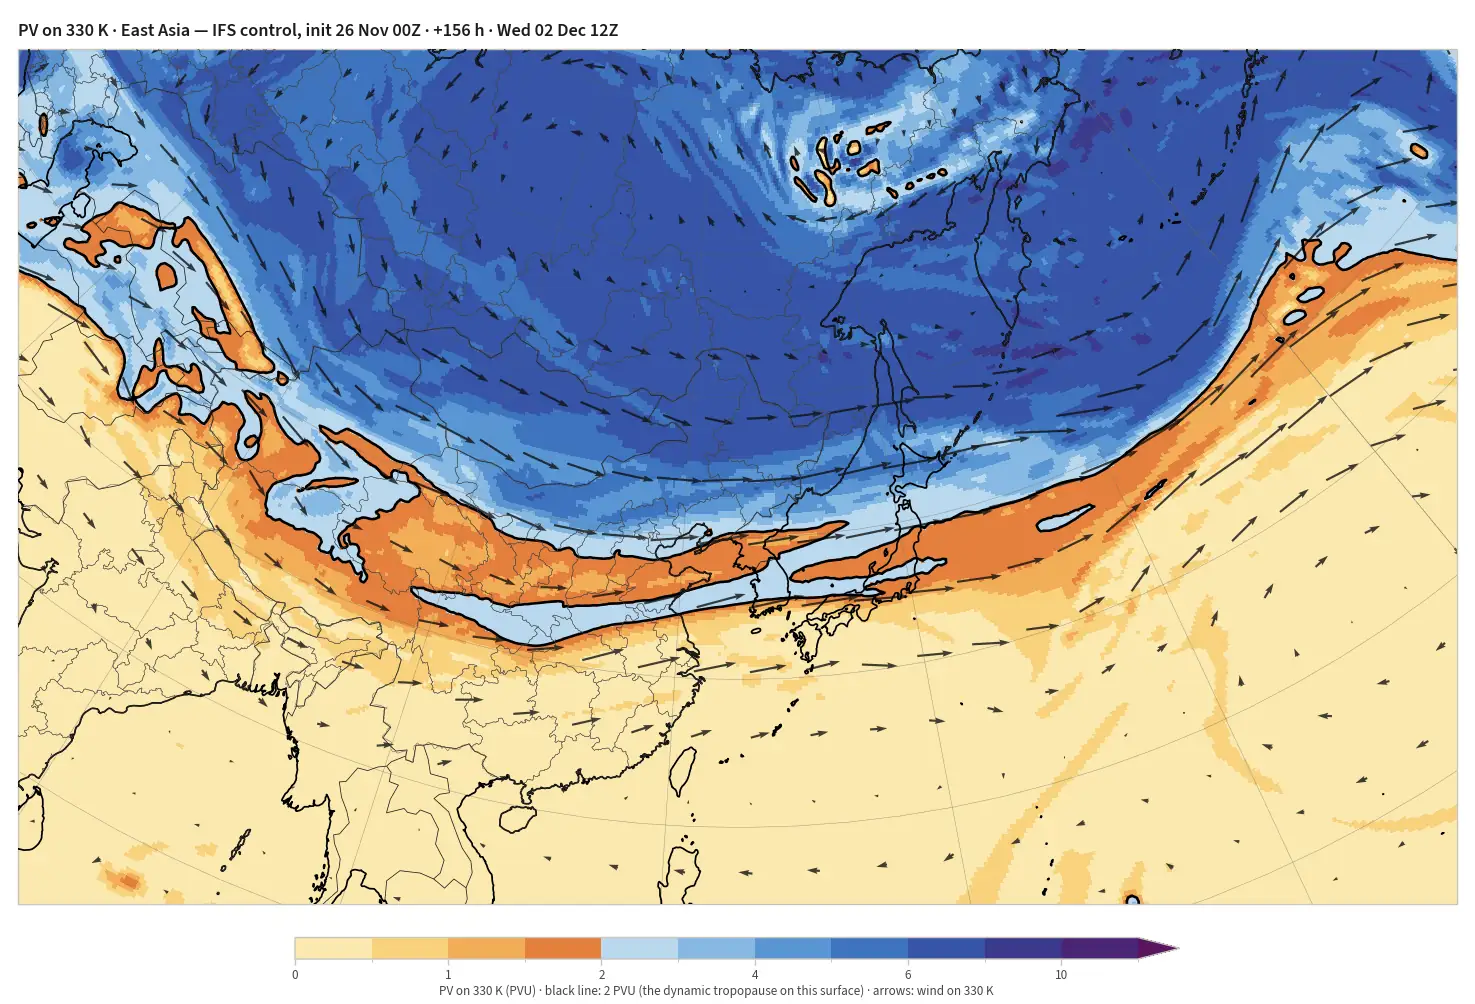 PV on 330 K · East Asia — IFS control, init 26 Nov 00Z · +156 h · Wed 02 Dec 12Z
0 1 2 4 6 10
PV on 330 K (PVU) · black line: 2 PVU (the dynamic tropopause on this surface) · arrows: wind on 330 K